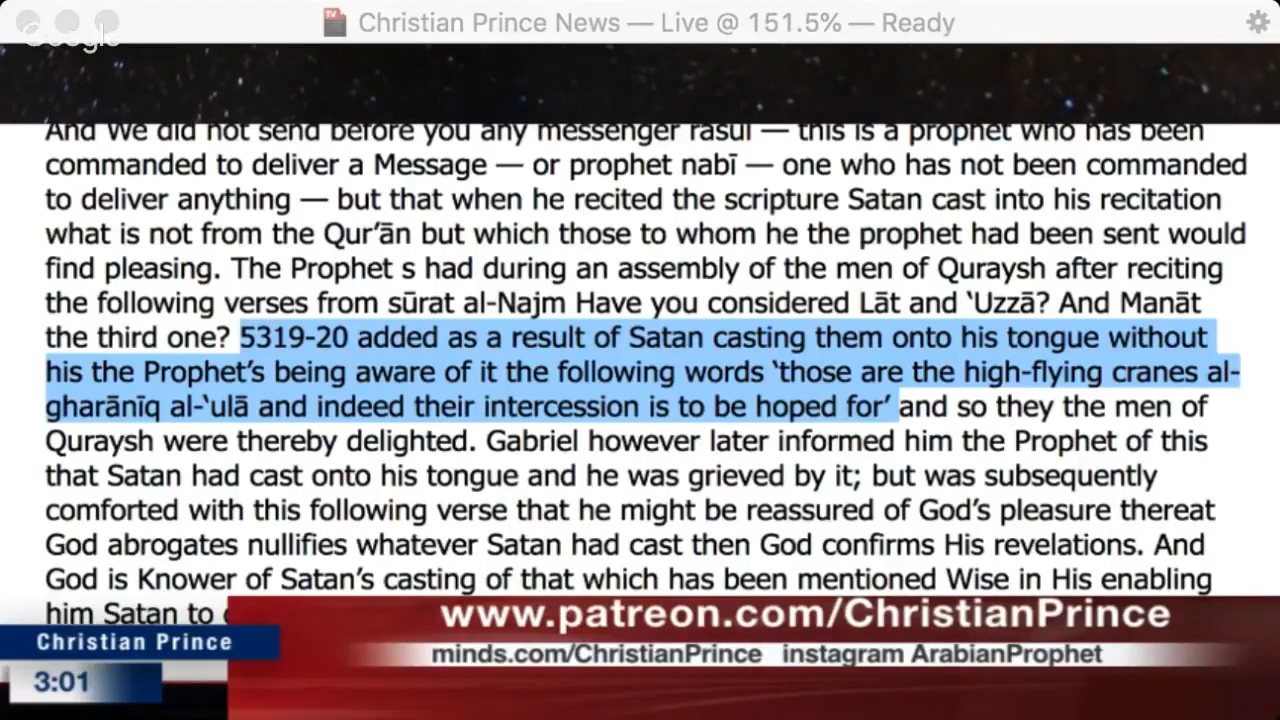 Christian Prince News — Live @ 151.5% — Ready
Google
And We did not send before you any messenger rasūl — this is a prophet who has been
commanded to deliver a Message — or prophet nabī — one who has not been commanded
to deliver anything — but that when he recited the scripture Satan cast into his recitation
what is not from the Qur’ān but which those to whom he the prophet had been sent would
find pleasing. The Prophet s had during an assembly of the men of Quraysh after reciting
the following verses from sūrat al-Najm Have you considered Lāt and ‘Uzzā? And Manāt
the third one? 5319-20 added as a result of Satan casting them onto his tongue without
his the Prophet’s being aware of it the following words ‘those are the high-flying cranes al-
gharānīq al-‘ulā and indeed their intercession is to be hoped for’ and so they the men of
Quraysh were thereby delighted. Gabriel however later informed him the Prophet of this
that Satan had cast onto his tongue and he was grieved by it; but was subsequently
comforted with this following verse that he might be reassured of God’s pleasure thereat
God abrogates nullifies whatever Satan had cast then God confirms His revelations. And
God is Knower of Satan’s casting of that which has been mentioned Wise in His enabling
him Satan to
www.patreon.com/ChristianPrince
Christian Prince
minds.com/ChristianPrince instagram ArabianProphet
3:01